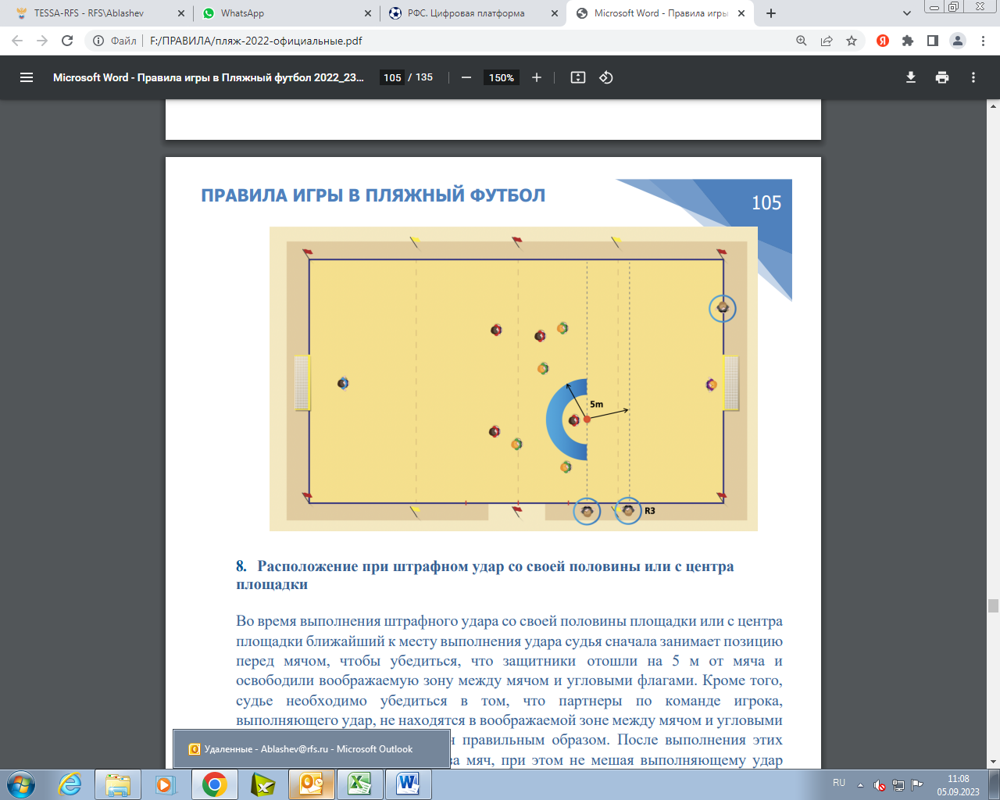 TESSA-RFS - RFS\Ablashev
WhatsApp
РФС. Цифровая платформа
Microsoft Word - Правила игры
Файл
F:/ПРАВИЛА/пляж-2022-официальные.pdf
Microsoft Word - Правила игры в Пляжный футбол 2022_23...
105 / 135
150%
ПРАВИЛА ИГРЫ В ПЛЯЖНЫЙ ФУТБОЛ
105
5m
R3
8. Расположение при штрафном удар со своей половины или с центра
площадки
Во время выполнения штрафного удара со своей половины площадки или с центра
площадки ближайший к месту выполнения удара судья сначала занимает позицию
перед мячом, чтобы убедиться, что защитники отошли на 5 м от мяча и
освободили воображаемую зону между мячом и угловыми флагами. Кроме того,
судье необходимо убедиться в том, что партнеры по команде игрока,
выполняющего удар, не находятся в воображаемой зоне между мячом и угловыми
правильным образом. После выполнения этих
мяч, при этом не мешая выполняющему удар
Удаленные - Ablashev@rfs.ru - Microsoft Outlook
RU
11:08
05.09.2023